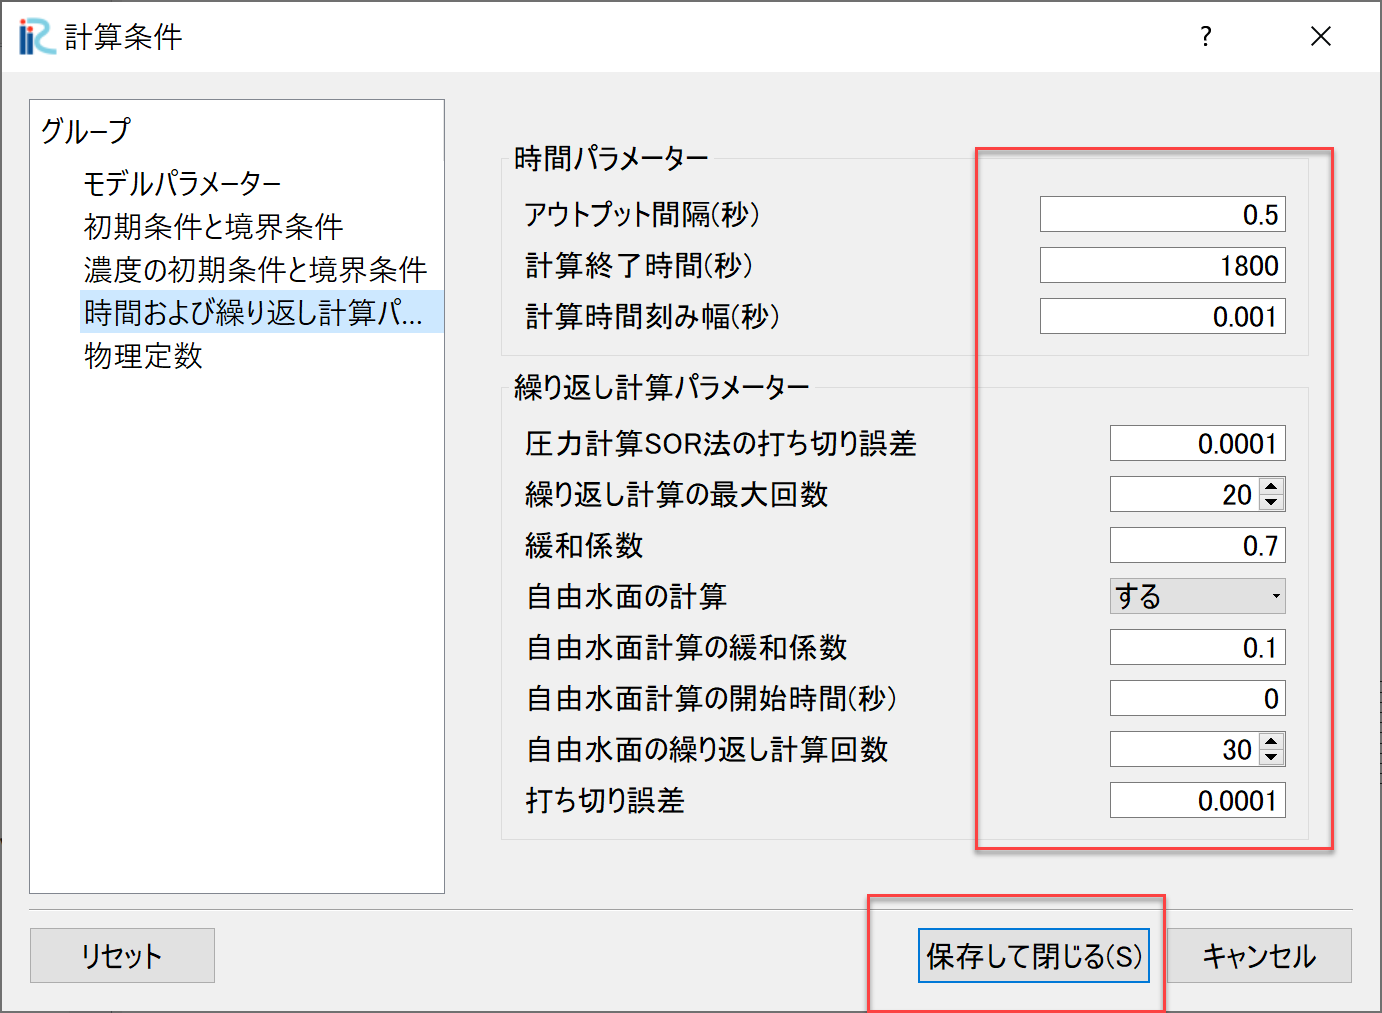 iRC 計算条件 ?
グループ
モデルパラメーター
初期条件と境界条件
濃度の初期条件と境界条件
時間および繰り返し計算パ...
物理定数
時間パラメーター
アウトプット間隔(秒) 0.5
計算終了時間(秒) 1800
計算時間刻み幅(秒) 0.001
繰り返し計算パラメーター
圧力計算SOR法の打ち切り誤差 0.0001
繰り返し計算の最大回数 20
緩和係数 0.7
自由水面の計算 する
自由水面計算の緩和係数 0.1
自由水面計算の開始時間(秒) 0
自由水面の繰り返し計算回数 30
打ち切り誤差 0.0001
リセット 保存して閉じる(S) キャンセル